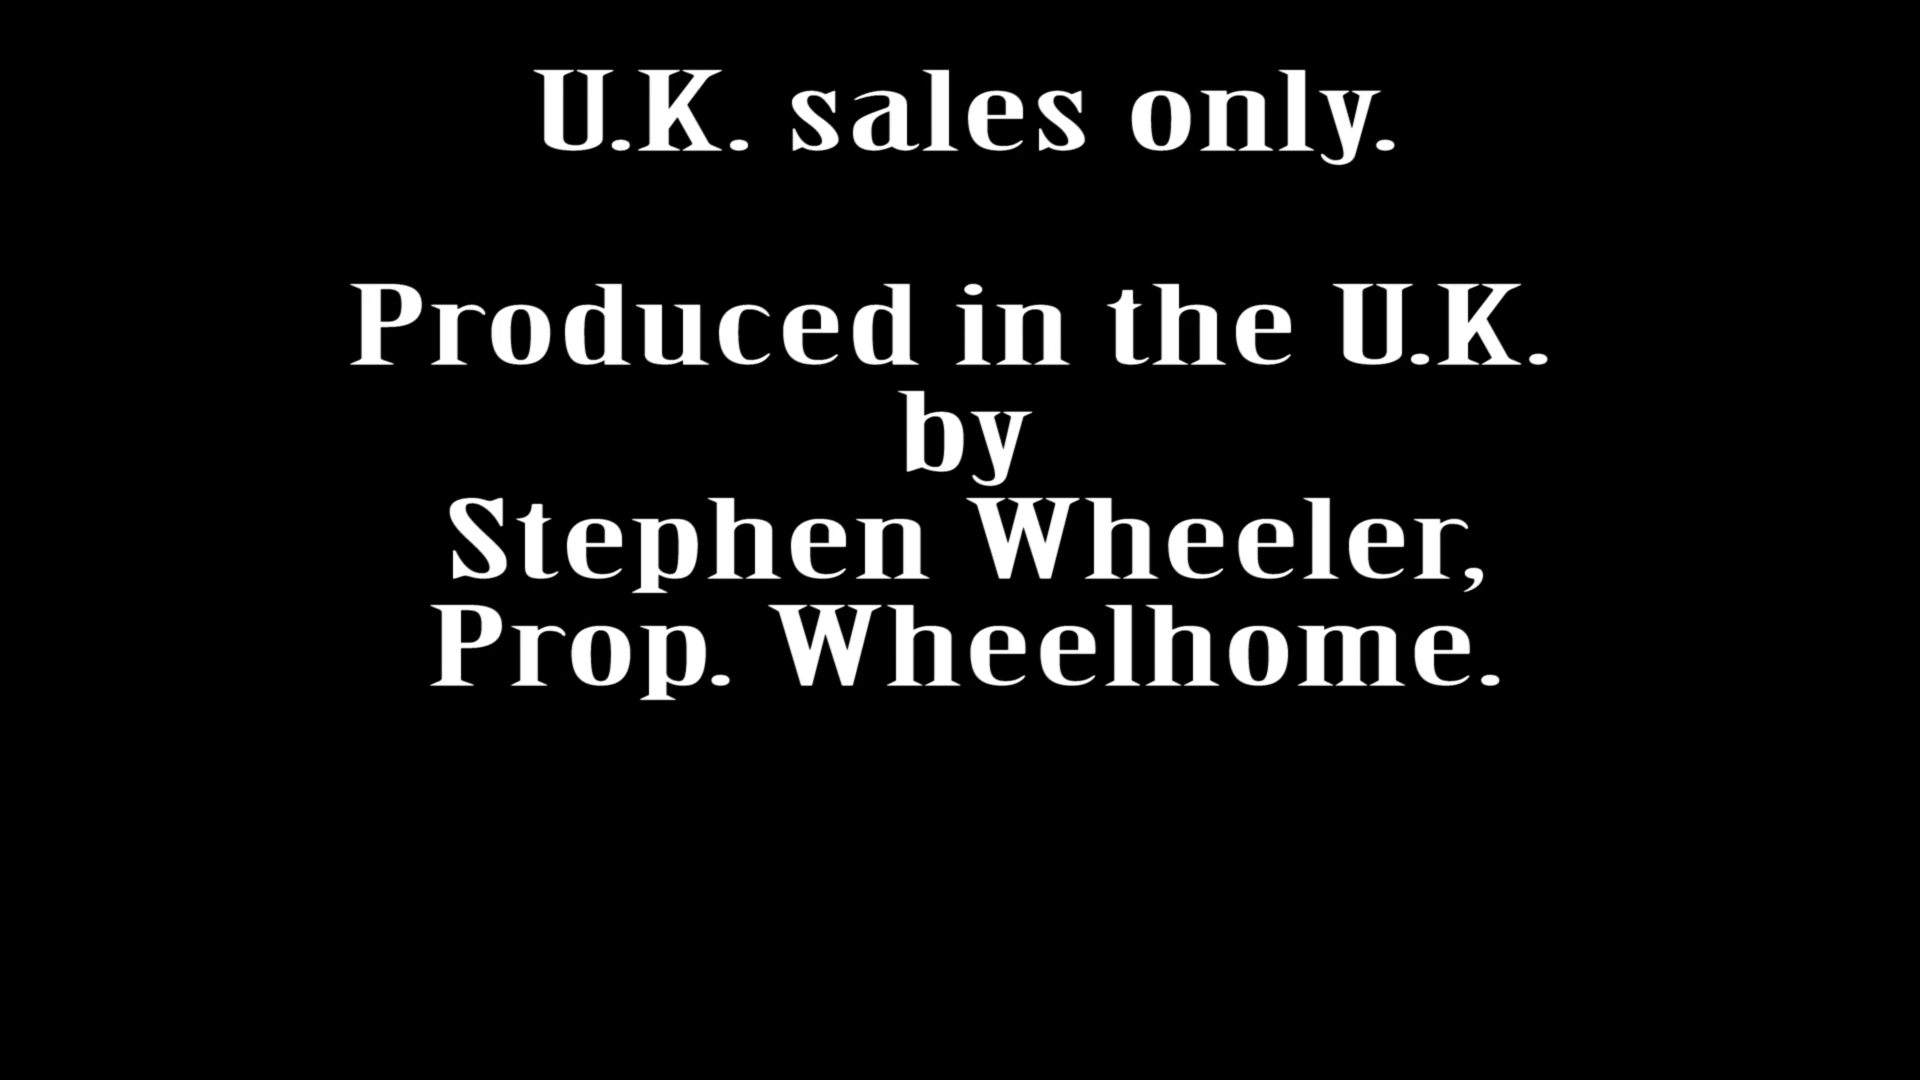 U.K. sales only.
Produced in the U.K.
by
Stephen Wheeler,
Prop. Wheelhome.